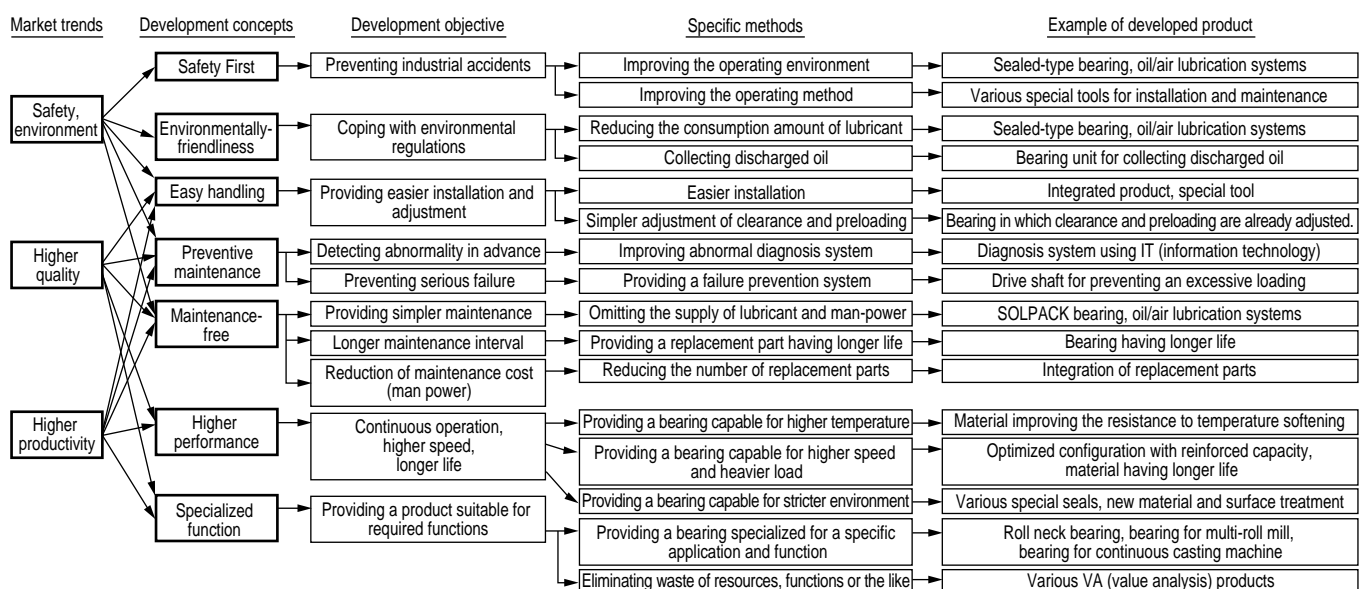 Market trends
Development concepts
Development objective
Specific methods
Example of developed product
Safety,
environment
Higher
quality
Higher
productivity
Safety First
Environmentally-
friendliness
Easy handling
Preventive
maintenance
Maintenance-
free
Higher
performance
Specialized
function
Preventing industrial accidents
Coping with environmental
regulations
Providing easier installation and
adjustment
Detecting abnormality in advance
Preventing serious failure
Providing simpler maintenance
Longer maintenance interval
Reduction of maintenance cost
(man power)
Continuous operation,
higher speed,
longer life
Providing a product suitable for
required functions
Improving the operating environment
Improving the operating method
Reducing the consumption amount of lubricant
Collecting discharged oil
Easier installation
Simpler adjustment of clearance and preloading
Improving abnormal diagnosis system
Providing a failure prevention system
Omitting the supply of lubricant and man-power
Providing a replacement part having longer life
Reducing the number of replacement parts
Providing a bearing capable for higher temperature
Providing a bearing capable for higher speed
and heavier load
Providing a bearing capable for stricter environment
Providing a bearing specialized for a specific
application and function
Eliminating waste of resources, functions or the like
Sealed-type bearing, oil/air lubrication systems
Various special tools for installation and maintenance
Sealed-type bearing, oil/air lubrication systems
Bearing unit for collecting discharged oil
Integrated product, special tool
Bearing in which clearance and preloading are already adjusted.
Diagnosis system using IT (information technology)
Drive shaft for preventing an excessive loading
SOLPACK bearing, oil/air lubrication systems
Bearing having longer life
Integration of replacement parts
Material improving the resistance to temperature softening
Optimized configuration with reinforced capacity,
material having longer life
Various special seals, new material and surface treatment
Roll neck bearing, bearing for multi-roll mill,
bearing for continuous casting machine
Various VA (value analysis) products